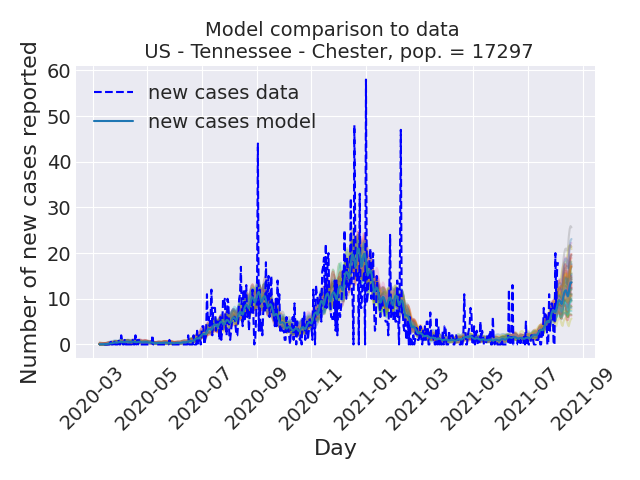 Model comparison to data
US - Tennessee - Chester, pop. = 17297
Number of new cases reported
60
50
40
30
20
10
0
new cases data
new cases model
2020-03
2020-05
2020-07
2020-09
2020-11
2021-01
2021-03
2021-05
2021-07
2021-09
Day